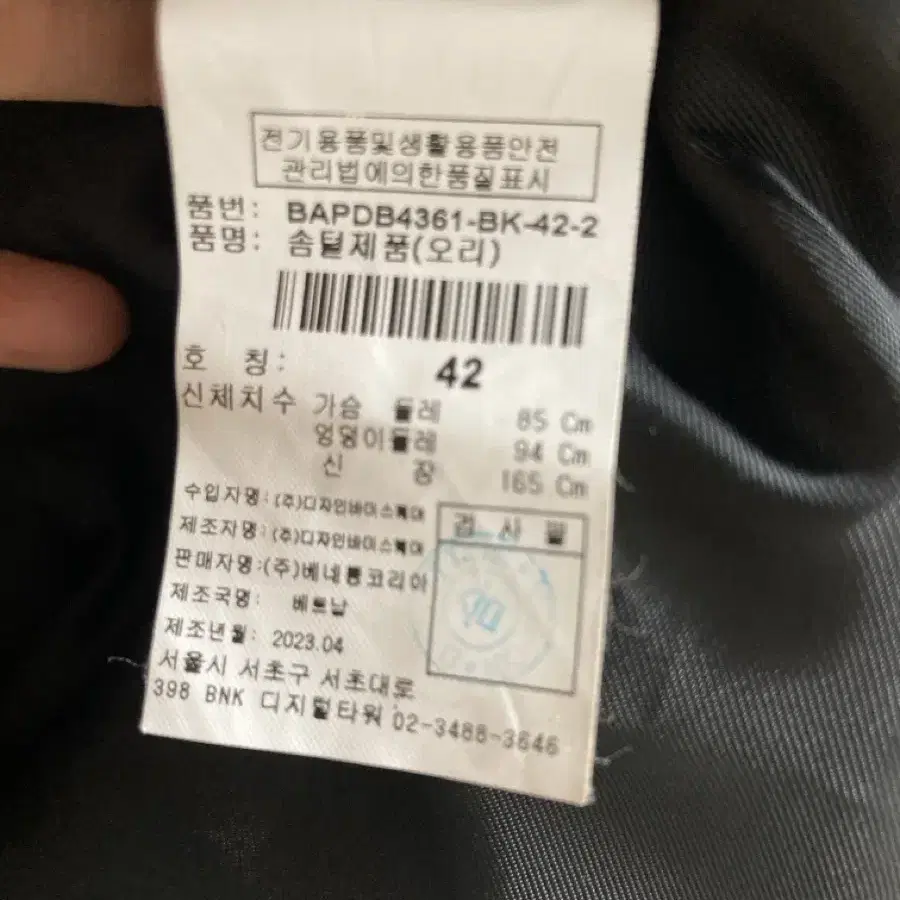 전기용품및생활용품안전
관리법에의한품질표시
품번: BAPDB4361-BK-42-2
품명: 솜털제품(오리)
호 칭: 42
신체치수 가슴 둘레 85 Cm
엉덩이둘레 94 Cm
신 장 165 Cm
수입자명: (주)디자인바이스퀘어
제조자명: (주)디자인바이스퀘어
판매자명: (주)베네통코리아
제조국명: 베트남
제조년월: 2023.04
검 사 필
서울시 서초구 서초대로
398 BNK 디지털타워 02-3488-3646